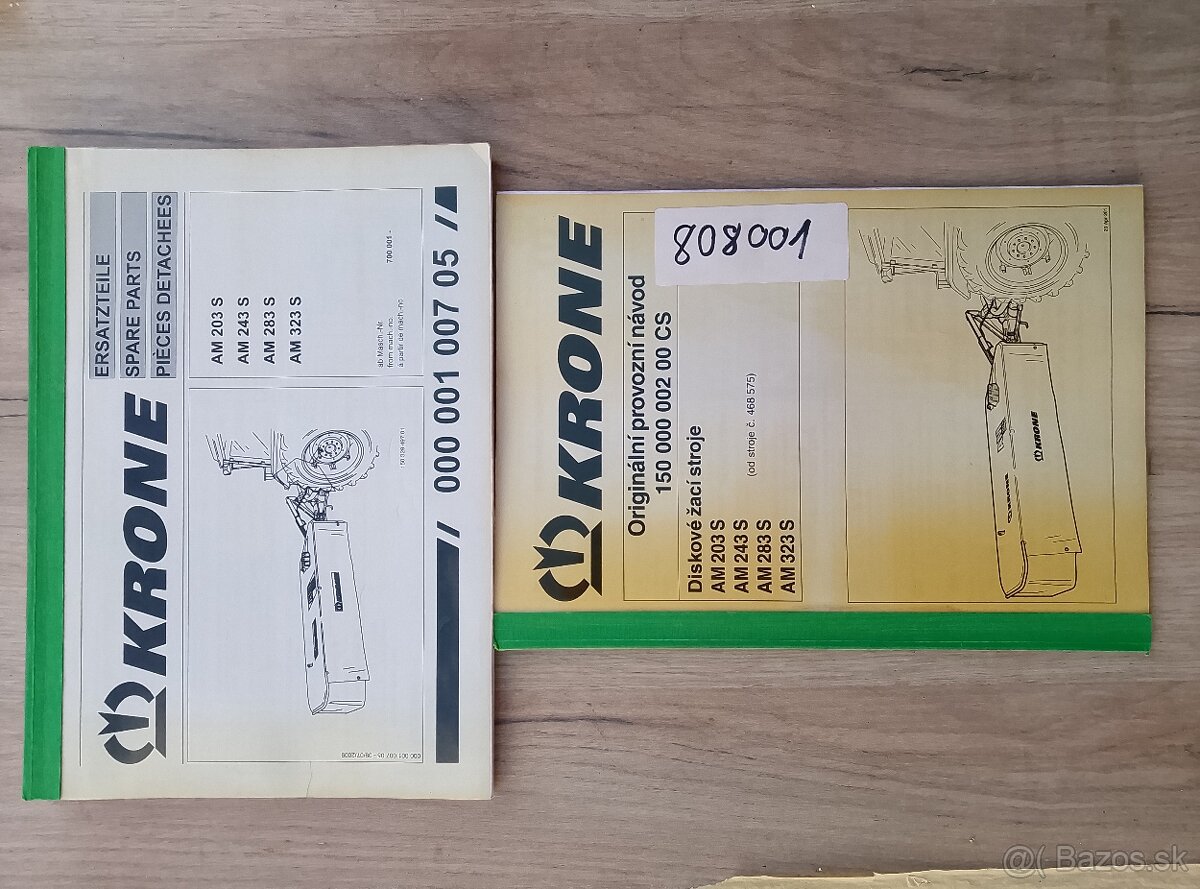 KRONE
ERSATZTEILE
SPARE PARTS
PIÈCES DETACHEES
AM 203 S
AM 243 S
AM 283 S
AM 323 S
ab Masch.-Nr.
from mach.-no.
a partir de mach.-no
700 001 -
// 000 001 007 05 //
KRONE
Originální provozní návod
150 000 002 00 CS
808001
Diskové žací stroje
AM 203 S
AM 243 S
AM 283 S
AM 323 S
(od stroje č. 468 575)
KRONE
KRONE
@( Bazos.sk